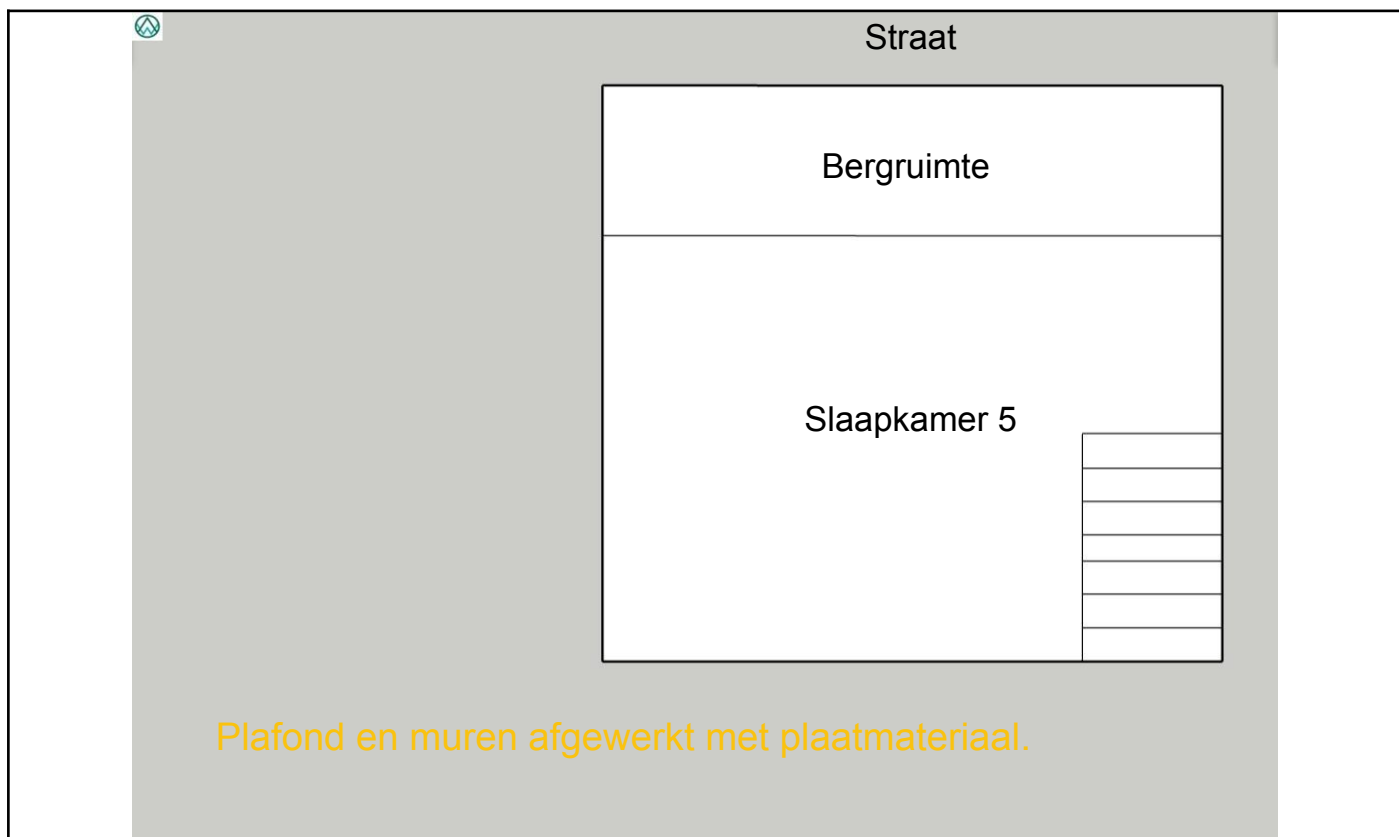 Straat
Bergruimte
Slaapkamer 5
Plafond en muren afgewerkt met plaatmateriaal.